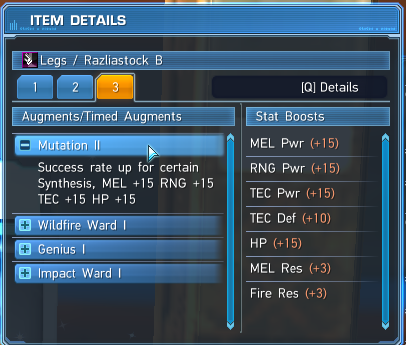 ITEM DETAILS
Legs / Razliastock B
1 2 3
[Q] Details
Augments/Timed Augments
Mutation II
Success rate up for certain
Synthesis, MEL +15 RNG +15
TEC +15 HP +15
Wildfire Ward I
Genius I
Impact Ward I
Stat Boosts
MEL Pwr (+15)
RNG Pwr (+15)
TEC Pwr (+15)
TEC Def (+10)
HP (+15)
MEL Res (+3)
Fire Res (+3)